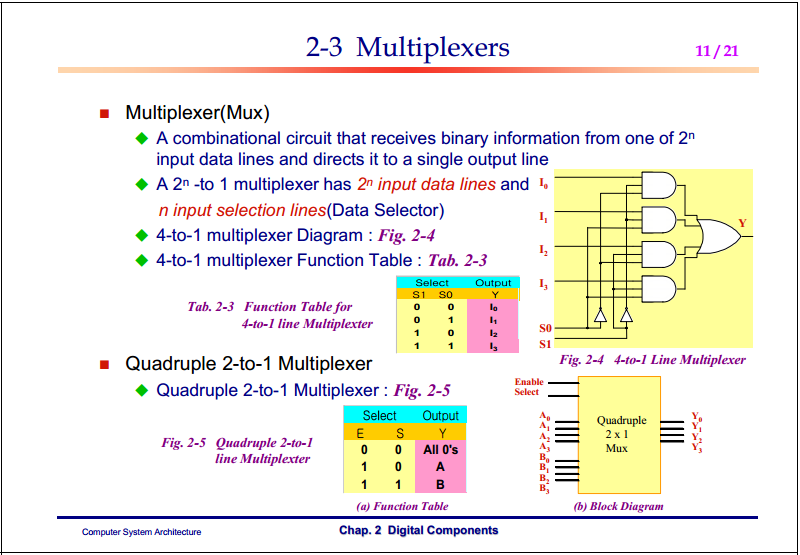 2-3 Multiplexers
11 / 21
Multiplexer(Mux)
A combinational circuit that receives binary information from one of 2ⁿ
input data lines and directs it to a single output line
A 2ⁿ -to 1 multiplexer has 2ⁿ input data lines and
n input selection lines(Data Selector)
4-to-1 multiplexer Diagram : Fig. 2-4
4-to-1 multiplexer Function Table : Tab. 2-3
I₀
I₁
I₂
I₃
S0
S1
Y
Fig. 2-4 4-to-1 Line Multiplexer
Tab. 2-3 Function Table for
4-to-1 line Multiplexter
Select Output
S1 S0 Y
0 0 I₀
0 1 I₁
1 0 I₂
1 1 I₃
Quadruple 2-to-1 Multiplexer
Quadruple 2-to-1 Multiplexer : Fig. 2-5
Fig. 2-5 Quadruple 2-to-1
line Multiplexter
Select Output
E S Y
0 0 All 0's
1 0 A
1 1 B
(a) Function Table
Enable
Select
A₀
A₁
A₂
A₃
B₀
B₁
B₂
B₃
Quadruple
2 x 1
Mux
Y₀
Y₁
Y₂
Y₃
(b) Block Diagram
Computer System Architecture
Chap. 2 Digital Components